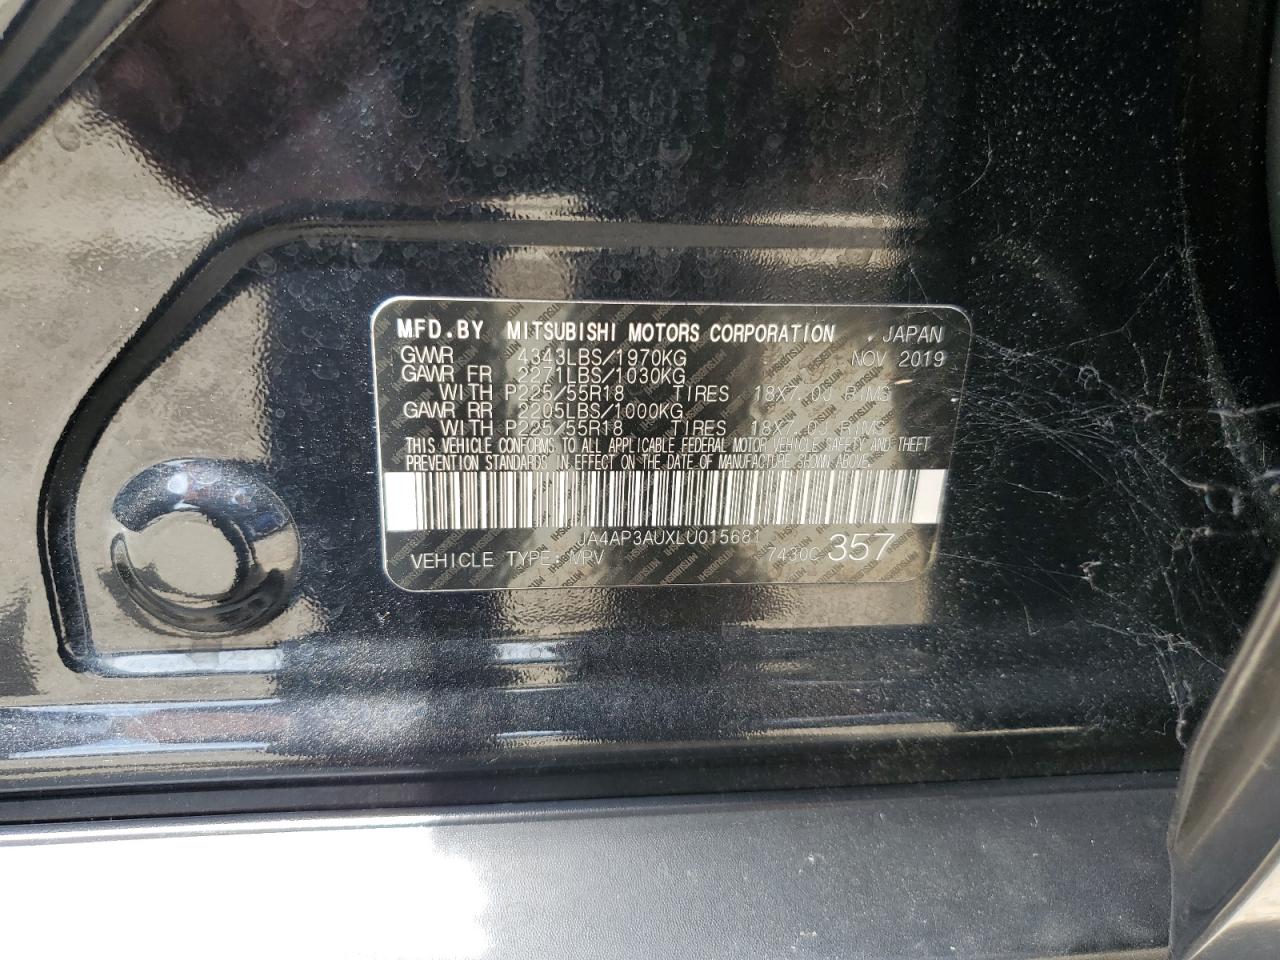 MFD.BY MITSUBISHI MOTORS CORPORATION , JAPAN
GVWR 4343LBS/1970KG NOV 2019
GAWR FR 2271LBS/1030KG
WITH P225/55R18 TIRES 18X7.0J RIMS
GAWR RR 2205LBS/1000KG
WITH P225/55R18 TIRES 18X7.0J RIMS
THIS VEHICLE CONFORMS TO ALL APPLICABLE FEDERAL MOTOR VEHICLE SAFETY AND THEFT
PREVENTION STANDARDS IN EFFECT ON THE DATE OF MANUFACTURE SHOWN ABOVE.
JA4AP3AUXLU015681
VEHICLE TYPE: MPV 7430C 357